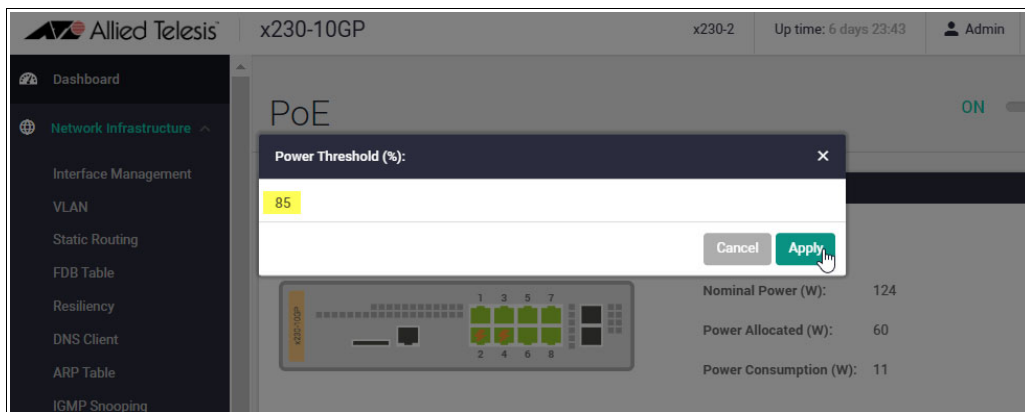 Allied Telesis
x230-10GP
x230-2
Up time: 6 days 23:43
Admin
Dashboard
PoE
ON
Network Infrastructure
Power Threshold (%):
85
Cancel
Apply
Interface Management
VLAN
Static Routing
FDB Table
Resiliency
DNS Client
ARP Table
IGMP Snooping
x230-10GP
1 3 5 7
2 4 6 8
Nominal Power (W): 124
Power Allocated (W): 60
Power Consumption (W): 11